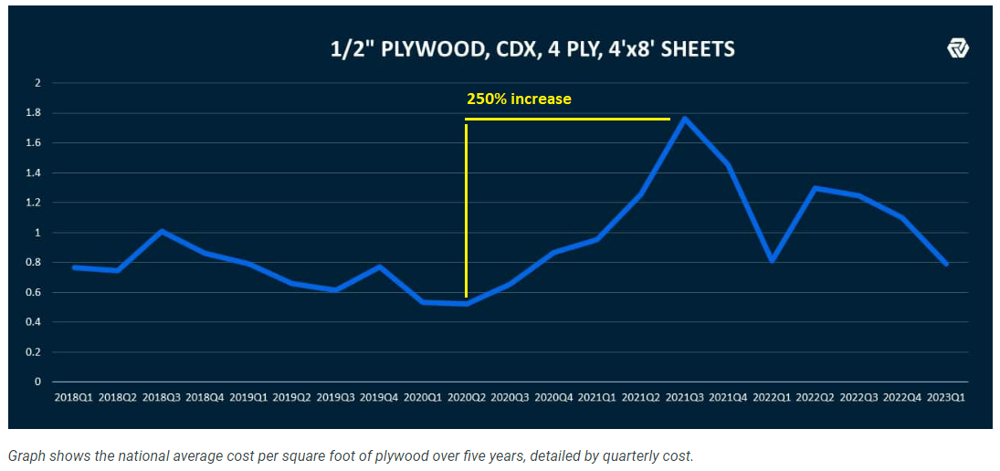 1/2" PLYWOOD, CDX, 4 PLY, 4'x8' SHEETS
2
250% increase
1.8
1.6
1.4
1.2
1
0.8
0.6
0.4
0.2
0
2018Q1 2018Q2 2018Q3 2018Q4 2019Q1 2019Q2 2019Q3 2019Q4 2020Q1 2020Q2 2020Q3 2020Q4 2021Q1 2021Q2 2021Q3 2021Q4 2022Q1 2022Q2 2022Q3 2022Q4 2023Q1
Graph shows the national average cost per square foot of plywood over five years, detailed by quarterly cost.